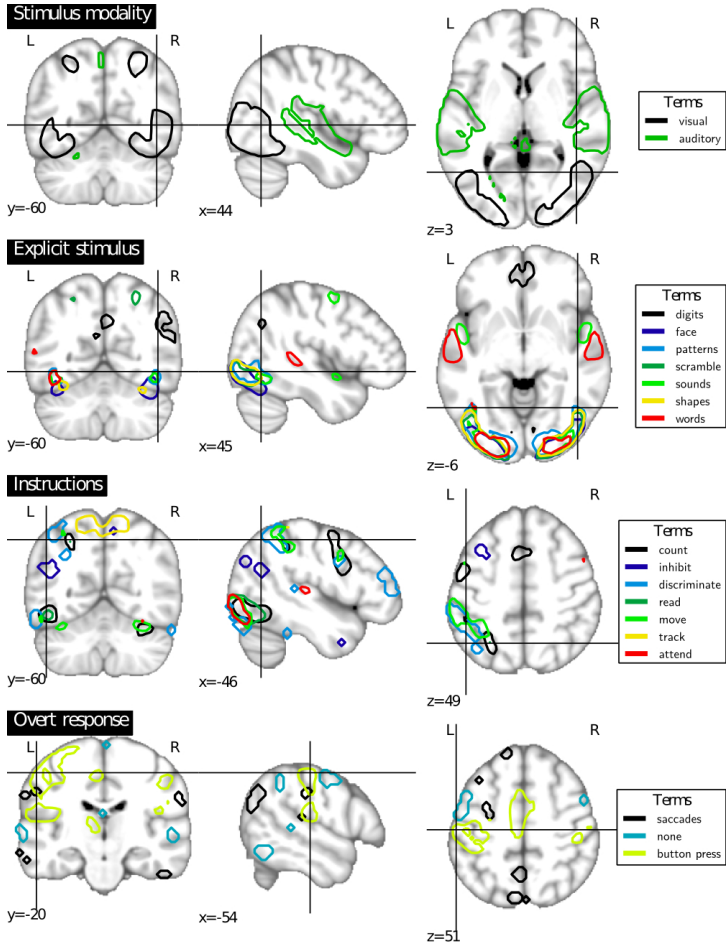 Stimulus modality
L R
L R
y=-60 x=44 z=3
Terms
visual
auditory
Explicit stimulus
L R
L R
y=-60 x=45 z=-6
Terms
digits
face
patterns
scramble
sounds
shapes
words
Instructions
L R
L R
y=-60 x=-46 z=49
Terms
count
inhibit
discriminate
read
move
track
attend
Overt response
L R
L R
y=-20 x=-54 z=51
Terms
saccades
none
button press